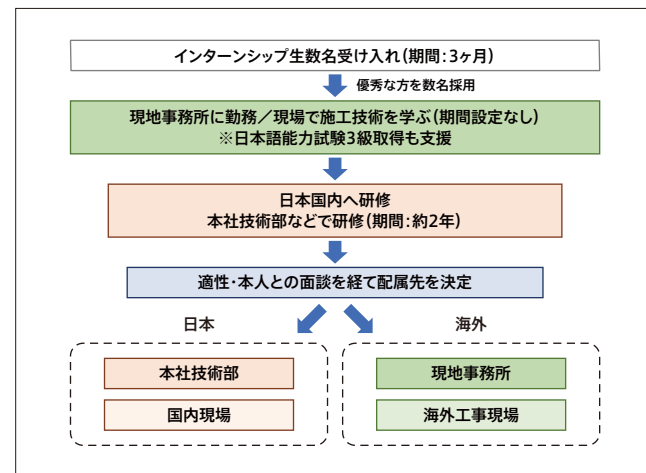 インターンシップ生数名受け入れ(期間:3ヶ月)
優秀な方を数名採用
現地事務所に勤務/現場で施工技術を学ぶ(期間設定なし)
※日本語能力試験3級取得も支援
日本国内へ研修
本社技術部などで研修(期間:約2年)
適性・本人との面談を経て配属先を決定
日本
海外
本社技術部
現地事務所
国内現場
海外工事現場